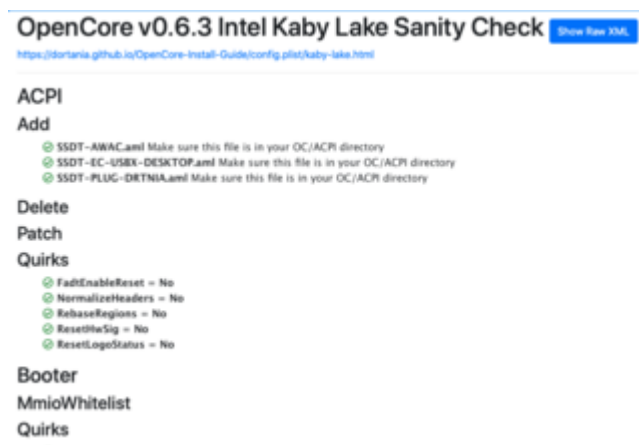 OpenCore v0.6.3 Intel Kaby Lake Sanity Check Show Raw XML
https://dortania.github.io/OpenCore-Install-Guide/config.plist/kaby-lake.html
ACPI
Add
SSDT-AWAC.aml Make sure this file is in your OC/ACPI directory
SSDT-EC-USBX-DESKTOP.aml Make sure this file is in your OC/ACPI directory
SSDT-PLUG-DRTNIA.aml Make sure this file is in your OC/ACPI directory
Delete
Patch
Quirks
FadtEnableReset = No
NormalizeHeaders = No
RebaseRegions = No
ResetHwSig = No
ResetLogoStatus = No
Booter
MmioWhitelist
Quirks